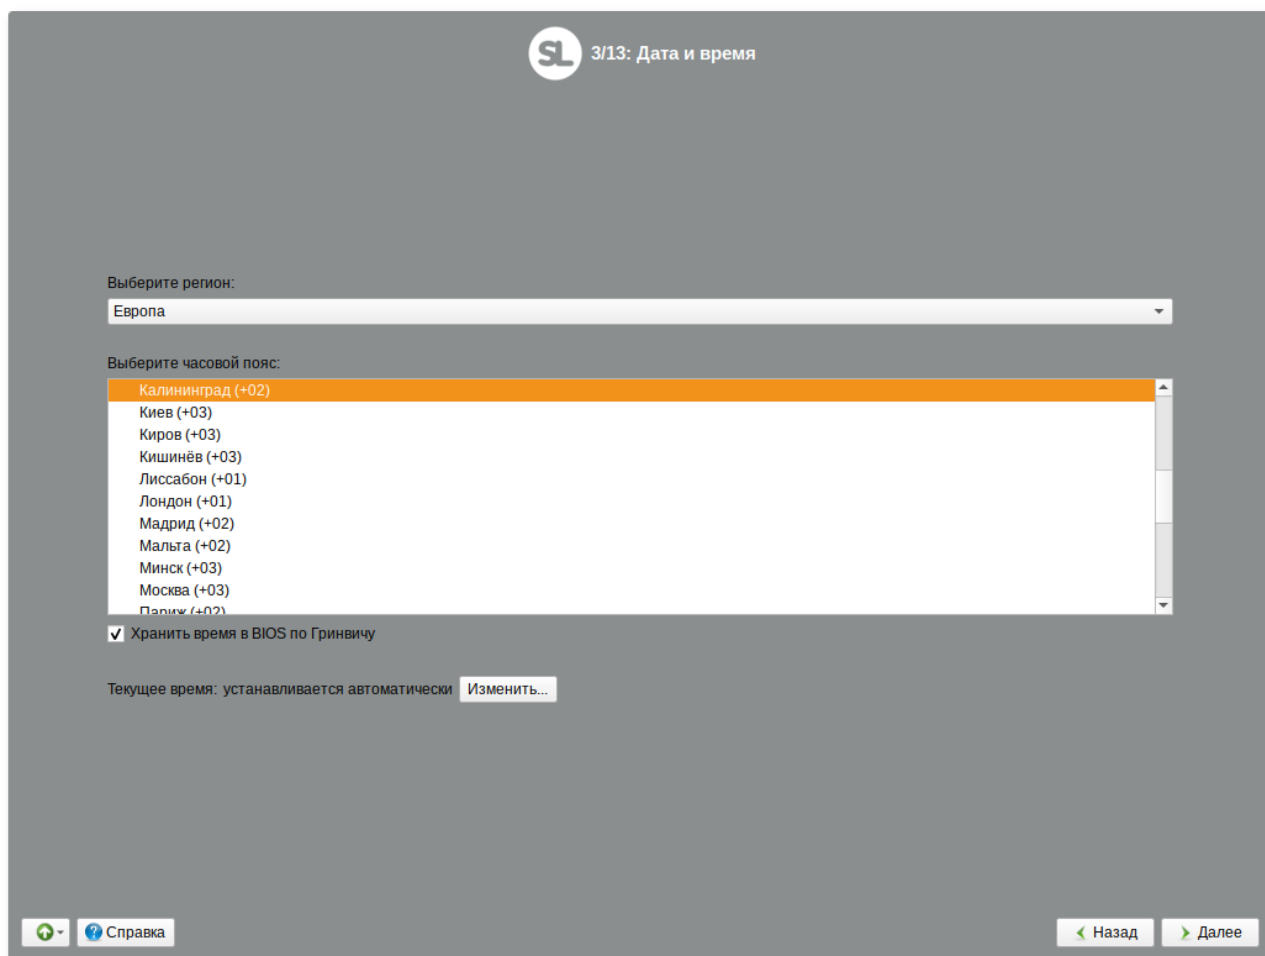 SL 3/13: Дата и время
Выберите регион:
Европа
Выберите часовой пояс:
Калининград (+02)
Киев (+03)
Киров (+03)
Кишинёв (+03)
Лиссабон (+01)
Лондон (+01)
Мадрид (+02)
Мальта (+02)
Минск (+03)
Москва (+03)
Париж (+02)
Хранить время в BIOS по Гринвичу
Текущее время: устанавливается автоматически Изменить...
Справка Назад Далее